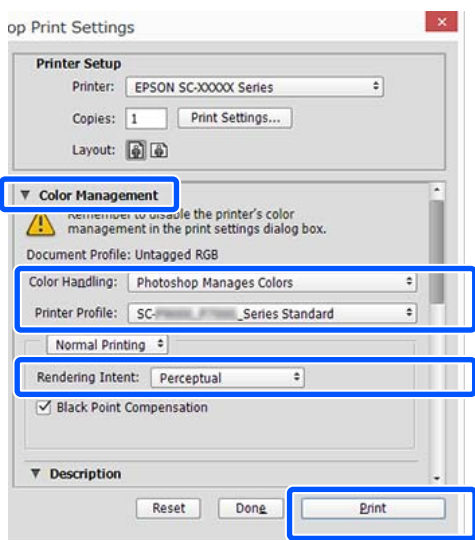 op Print Settings
Printer Setup
Printer: EPSON SC-XXXXX Series
Copies: 1 Print Settings...
Layout:
Color Management
Remember to disable the printer's color
management in the print settings dialog box.
Document Profile: Untagged RGB
Color Handling: Photoshop Manages Colors
Printer Profile: SC- _Series Standard
Normal Printing
Rendering Intent: Perceptual
Black Point Compensation
Description
Reset Done Print